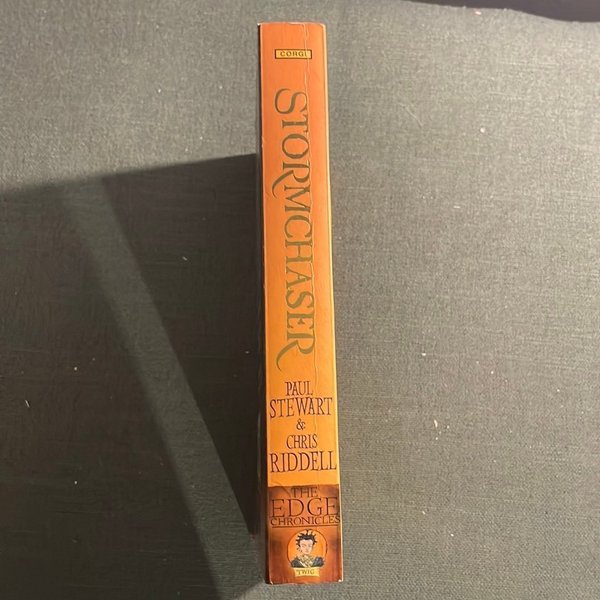 CORGI
STORMCHASER
PAUL
STEWART
&
CHRIS
RIDDELL
THE
EDGE
CHRONICLES
TWIG